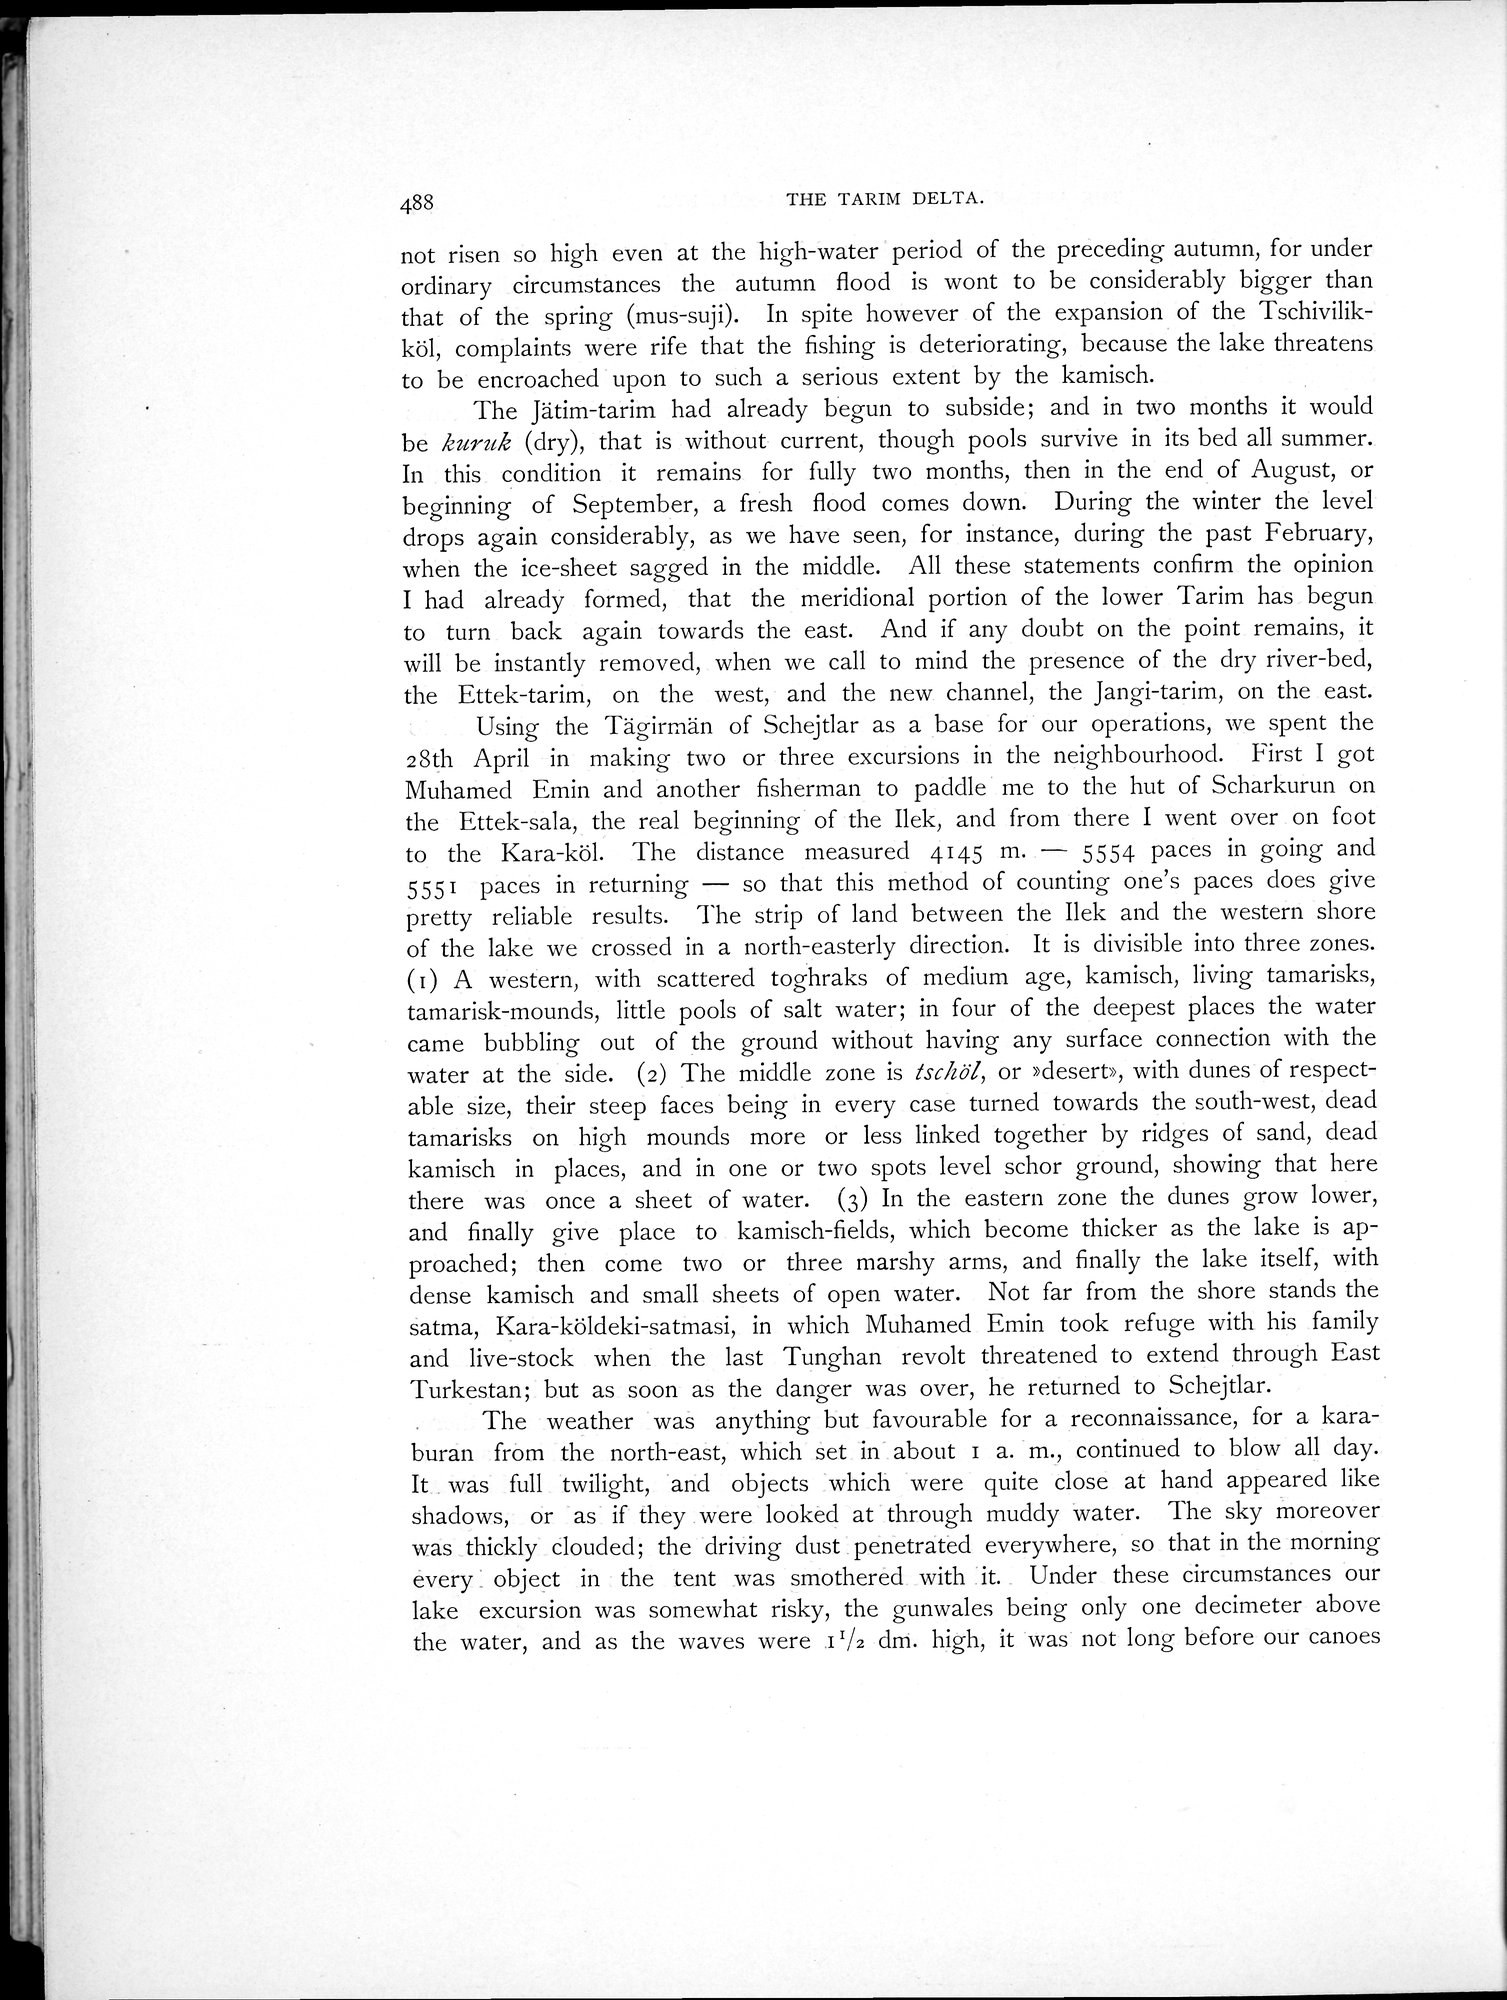 488
THE TARIM DELTA.
not risen so high even at the high-water period of the preceding autumn, for under
ordinary circumstances the autumn flood is wont to be considerably bigger than
that of the spring (mus-suji). In spite however of the expansion of the Tschivilik-
köl, complaints were rife that the fishing is deteriorating, because the lake threatens
to be encroached upon to such a serious extent by the kamisch.
The Jätim-tarim had already begun to subside; and in two months it would
be kuruk (dry), that is without current, though pools survive in its bed all summer.
In this condition it remains for fully two months, then in the end of August, or
beginning of September, a fresh flood comes down. During the winter the level
drops again considerably, as we have seen, for instance, during the past February,
when the ice-sheet sagged in the middle. All these statements confirm the opinion
I had already formed, that the meridional portion of the lower Tarim has begun
to turn back again towards the east. And if any doubt on the point remains, it
will be instantly removed, when we call to mind the presence of the dry river-bed,
the Ettek-tarim, on the west, and the new channel, the Jangi-tarim, on the east.
Using the Tägirmän of Schejtlar as a base for our operations, we spent the
28th April in making two or three excursions in the neighbourhood. First I got
Muhamed Emin and another fisherman to paddle me to the hut of Scharkurun on
the Ettek-sala, the real beginning of the Ilek, and from there I went over on foot
to the Kara-köl. The distance measured 4145 m. — 5554 paces in going and
5551 paces in returning — so that this method of counting one's paces does give
pretty reliable results. The strip of land between the Ilek and the western shore
of the lake we crossed in a north-easterly direction. It is divisible into three zones.
(1) A western, with scattered toghraks of medium age, kamisch, living tamarisks,
tamarisk-mounds, little pools of salt water; in four of the deepest places the water
came bubbling out of the ground without having any surface connection with the
water at the side. (2) The middle zone is tschöl, or »desert», with dunes of respect-
able size, their steep faces being in every case turned towards the south-west, dead
tamarisks on high mounds more or less linked together by ridges of sand, dead
kamisch in places, and in one or two spots level schor ground, showing that here
there was once a sheet of water. (3) In the eastern zone the dunes grow lower,
and finally give place to kamisch-fields, which become thicker as the lake is ap-
proached; then come two or three marshy arms, and finally the lake itself, with
dense kamisch and small sheets of open water. Not far from the shore stands the
satma, Kara-köldeki-satmasi, in which Muhamed Emin took refuge with his family
and live-stock when the last Tunghan revolt threatened to extend through East
Turkestan; but as soon as the danger was over, he returned to Schejtlar.
The weather was anything but favourable for a reconnaissance, for a kara-
buran from the north-east, which set in about 1 a. m., continued to blow all day.
It was full twilight, and objects which were quite close at hand appeared like
shadows, or as if they were looked at through muddy water. The sky moreover
was thickly clouded; the driving dust penetrated everywhere, so that in the morning
every object in the tent was smothered with it. Under these circumstances our
lake excursion was somewhat risky, the gunwales being only one decimeter above
the water, and as the waves were 1 1/2 dm. high, it was not long before our canoes